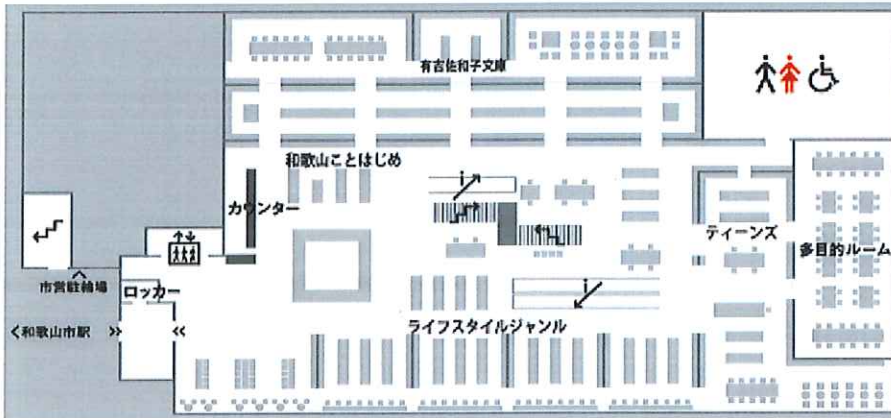 有吉佐和子文庫
和歌山ことはじめ
カウンター
ティーンズ
多目的ルーム
市営駐輪場
ロッカー
<和歌山市駅
ライフスタイルジャンル